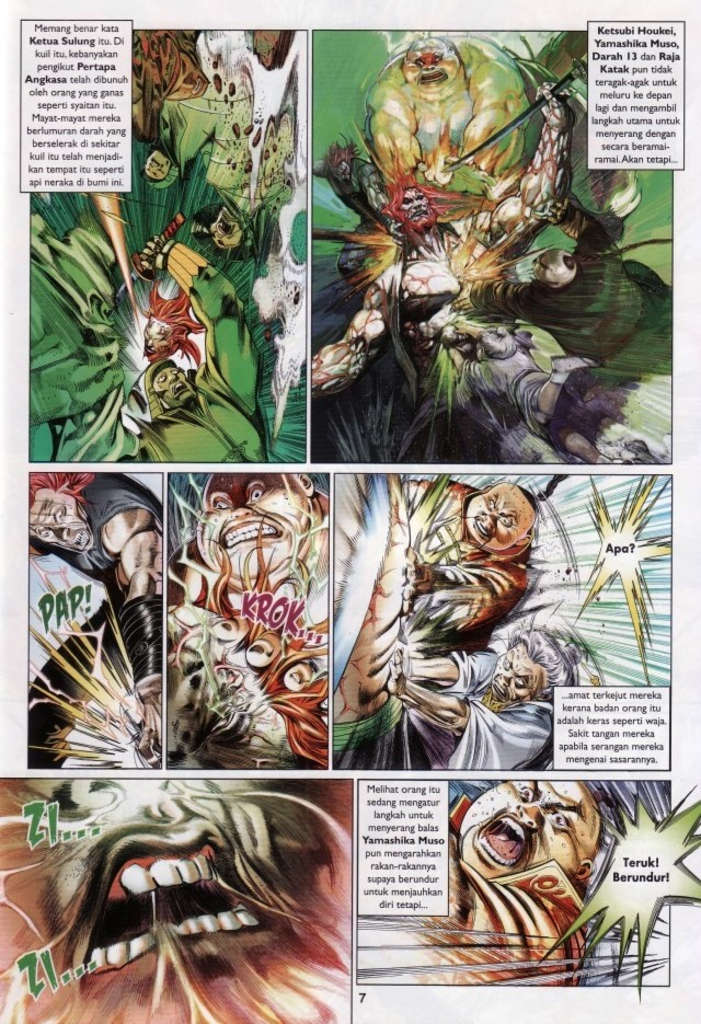 Memang benar kata
Ketua Sulung itu. Di
kuil itu, kebanyakan
pengikut Pertapa
Angkasa telah dibunuh
oleh orang yang ganas
seperti syaitan itu.
Mayat-mayat mereka
berlumuran darah yang
berselerak di sekitar
kuil itu telah menjadi-
kan tempat itu seperti
api neraka di bumi ini.
Ketsubi Houkei,
Yamashika Muso,
Darah 13 dan Raja
Katak pun tidak
teragak-agak untuk
meluru ke depan
lagi dan mengambil
langkah utama untuk
menyerang dengan
secara beramai-
ramai. Akan tetapi...
PAP!
KROK...
Apa?
...amat terkejut mereka
kerana badan orang itu
adalah keras seperti waja.
Sakit tangan mereka
apabila serangan mereka
mengenai sasarannya.
ZI...
ZI...
Melihat orang itu
sedang mengatur
langkah untuk
menyerang balas
Yamashika Muso
pun mengarahkan
rakan-rakannya
supaya berundur
untuk menjauhkan
diri tetapi...
Teruk!
Berundur!
7